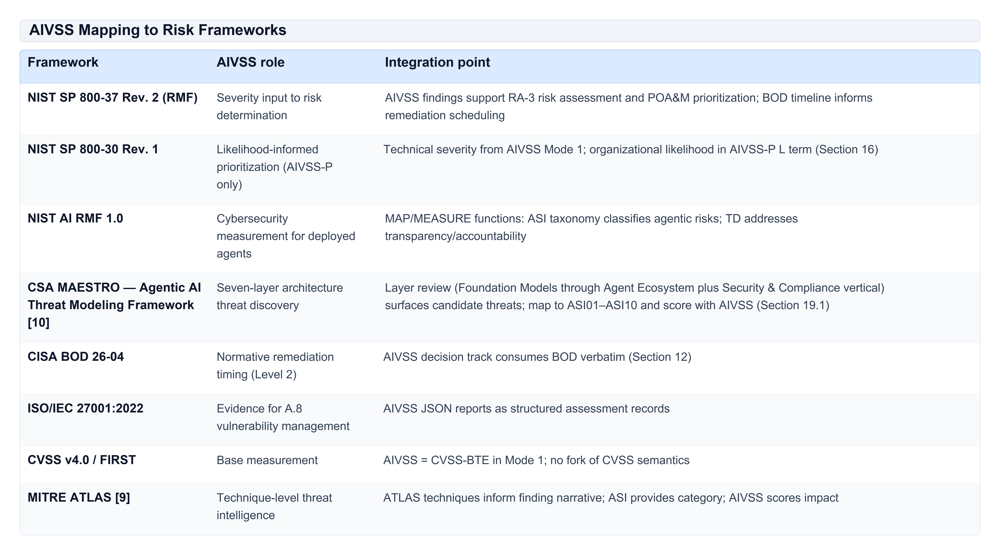 AIVSS Mapping to Risk Frameworks
Framework
AIVSS role
Integration point
NIST SP 800-37 Rev. 2 (RMF)
Severity input to risk
determination
AIVSS findings support RA-3 risk assessment and POA&M prioritization; BOD timeline informs
remediation scheduling
NIST SP 800-30 Rev. 1
Likelihood-informed
prioritization (AIVSS-P
only)
Technical severity from AIVSS Mode 1; organizational likelihood in AIVSS-P L term (Section 16)
NIST AI RMF 1.0
Cybersecurity
measurement for deployed
agents
MAP/MEASURE functions: ASI taxonomy classifies agentic risks; TD addresses
transparency/accountability
CSA MAESTRO — Agentic AI
Threat Modeling Framework
[10]
Seven-layer architecture
threat discovery
Layer review (Foundation Models through Agent Ecosystem plus Security & Compliance vertical)
surfaces candidate threats; map to ASI01–ASI10 and score with AIVSS (Section 19.1)
CISA BOD 26-04
Normative remediation
timing (Level 2)
AIVSS decision track consumes BOD verbatim (Section 12)
ISO/IEC 27001:2022
Evidence for A.8
vulnerability management
AIVSS JSON reports as structured assessment records
CVSS v4.0 / FIRST
Base measurement
AIVSS = CVSS-BTE in Mode 1; no fork of CVSS semantics
MITRE ATLAS [9]
Technique-level threat
intelligence
ATLAS techniques inform finding narrative; ASI provides category; AIVSS scores impact